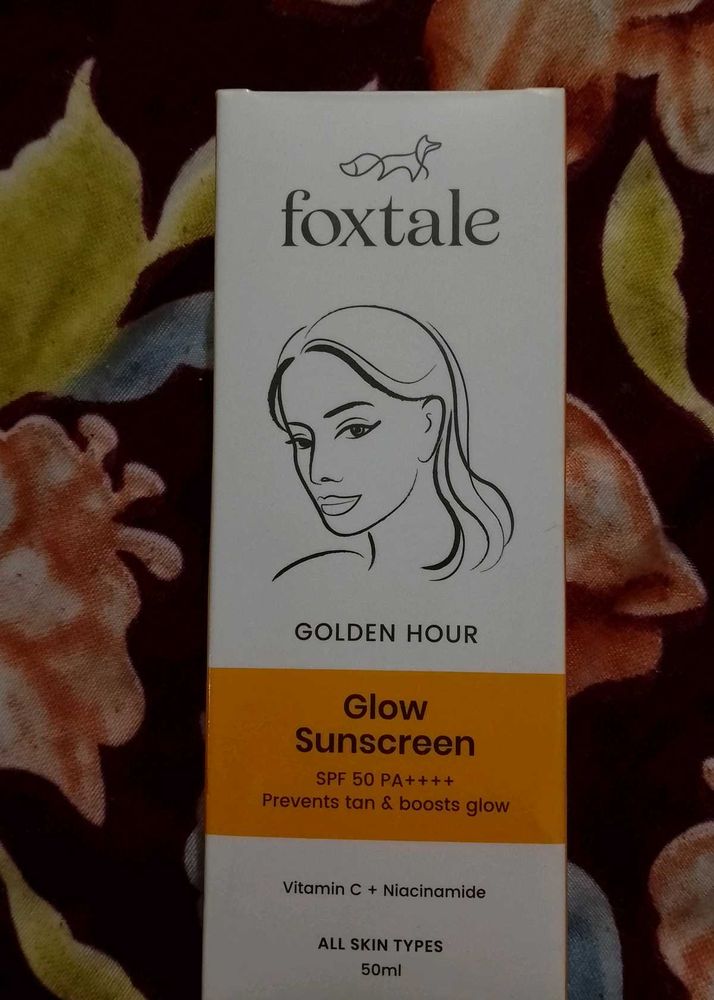 foxtale
GOLDEN HOUR
Glow
Sunscreen
SPF 50 PA++++
Prevents tan & boosts glow
Vitamin C + Niacinamide
ALL SKIN TYPES
50ml